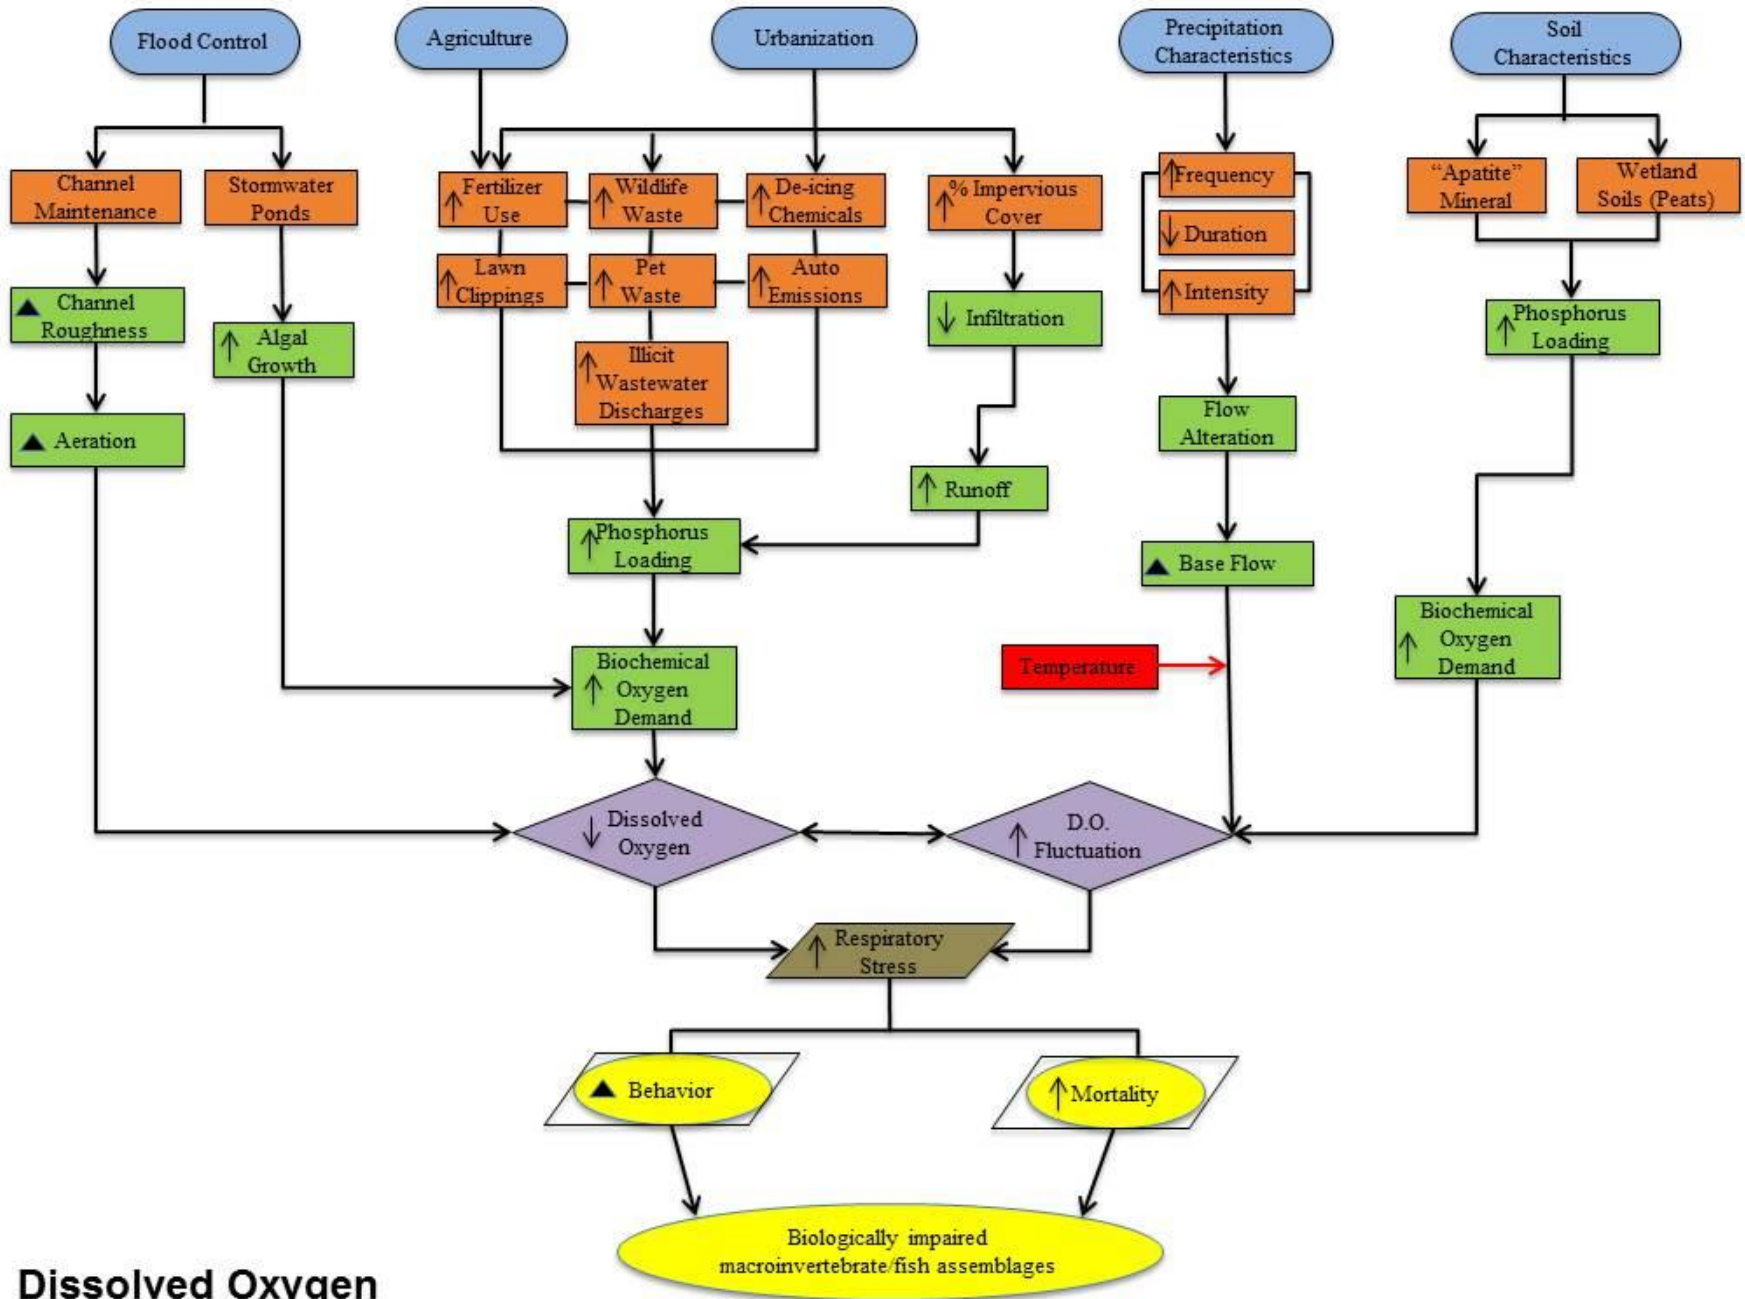 Flood Control
Agriculture
Urbanization
Precipitation
Characteristics
Soil
Characteristics
Channel
Maintenance
Stormwater
Ponds
↑ Fertilizer
Use
↑ Wildlife
Waste
↑ De-icing
Chemicals
↑ % Impervious
Cover
↑ Frequency
↓ Duration
↑ Intensity
“Apatite”
Mineral
Wetland
Soils (Peats)
↑ Lawn
Clippings
↑ Pet
Waste
↑ Auto
Emissions
▲ Channel
Roughness
↑ Algal
Growth
↓ Infiltration
↑ Phosphorus
Loading
↑ Illicit
Wastewater
Discharges
▲ Aeration
Flow
Alteration
↑ Runoff
↑ Phosphorus
Loading
▲ Base Flow
Temperature
↑ Biochemical
Oxygen
Demand
↑ Biochemical
Oxygen
Demand
↓ Dissolved
Oxygen
↑ D.O.
Fluctuation
↑ Respiratory
Stress
▲ Behavior
↑ Mortality
Biologically impaired
macroinvertebrate/fish assemblages
Dissolved Oxygen